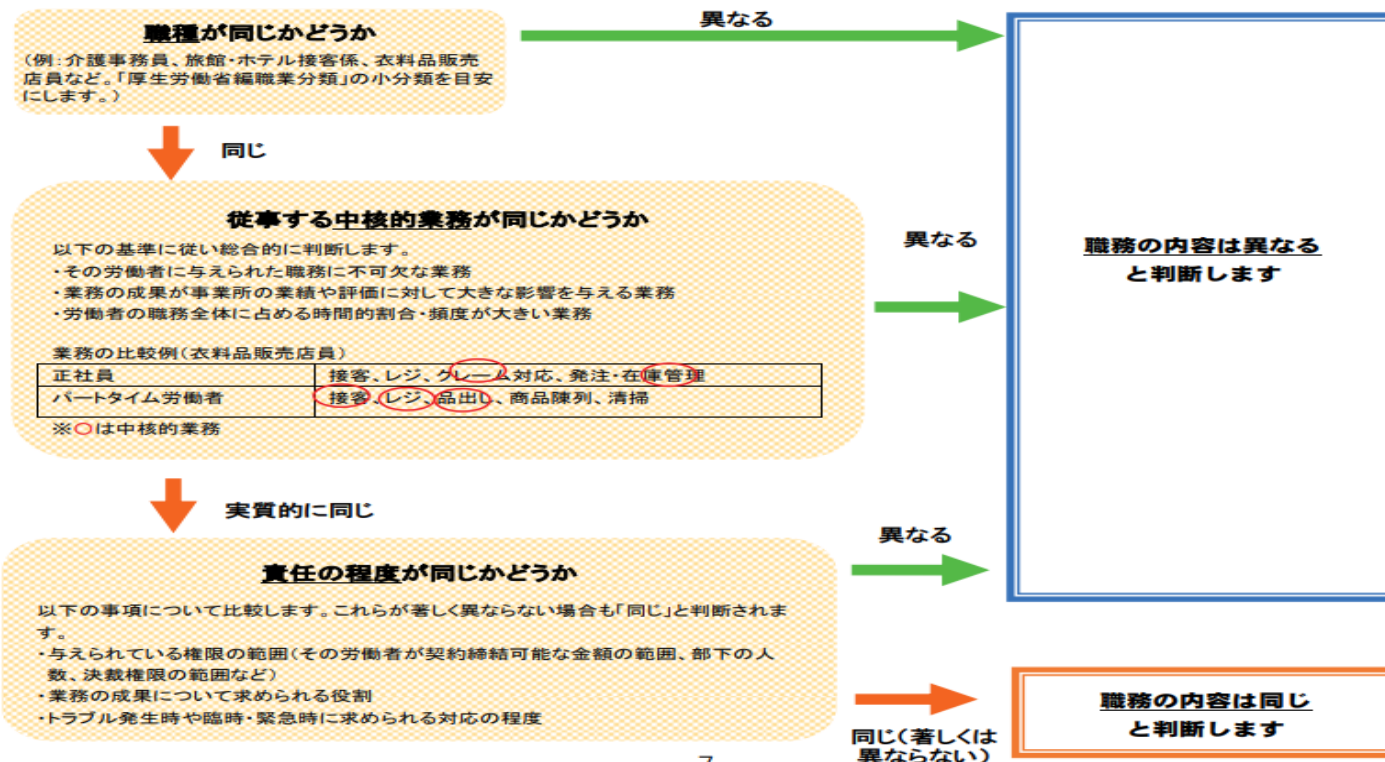 職種が同じかどうか
(例:介護事務員、旅館・ホテル接客係、衣料品販売
店員など。「厚生労働省編職業分類」の小分類を目安
にします。)
異なる
同じ
従事する中核的業務が同じかどうか
以下の基準に従い総合的に判断します。
・その労働者に与えられた職務に不可欠な業務
・業務の成果が事業所の業績や評価に対して大きな影響を与える業務
・労働者の職務全体に占める時間的割合・頻度が大きい業務
業務の比較例(衣料品販売店員)
正社員 接客、レジ、クレーム対応、発注・在庫管理
パートタイム労働者 接客、レジ、品出し、商品陳列、清掃
※○は中核的業務
異なる
職務の内容は異なる
と判断します
実質的に同じ
責任の程度が同じかどうか
以下の事項について比較します。これらが著しく異ならない場合も「同じ」と判断されま
す。
・与えられている権限の範囲(その労働者が契約締結可能な金額の範囲、部下の人
数、決裁権限の範囲など)
・業務の成果について求められる役割
・トラブル発生時や臨時・緊急時に求められる対応の程度
異なる
同じ(著しくは
異ならない)
職務の内容は同じ
と判断します
7